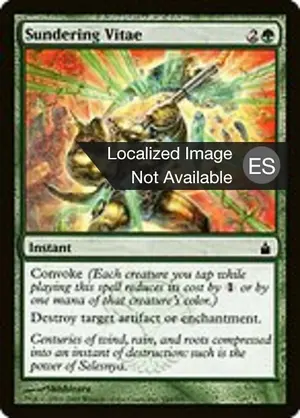 Sundering Vitae 2
Localized Image
Not Available
ES
Instant
Convoke (Each creature you tap while
playing this spell reduces its cost by 1 or by
one mana of that creature's color.)
Destroy target artifact or enchantment.
Centuries of wind, rain, and roots compressed
into an instant of destruction: such is the
power of Selesnya.